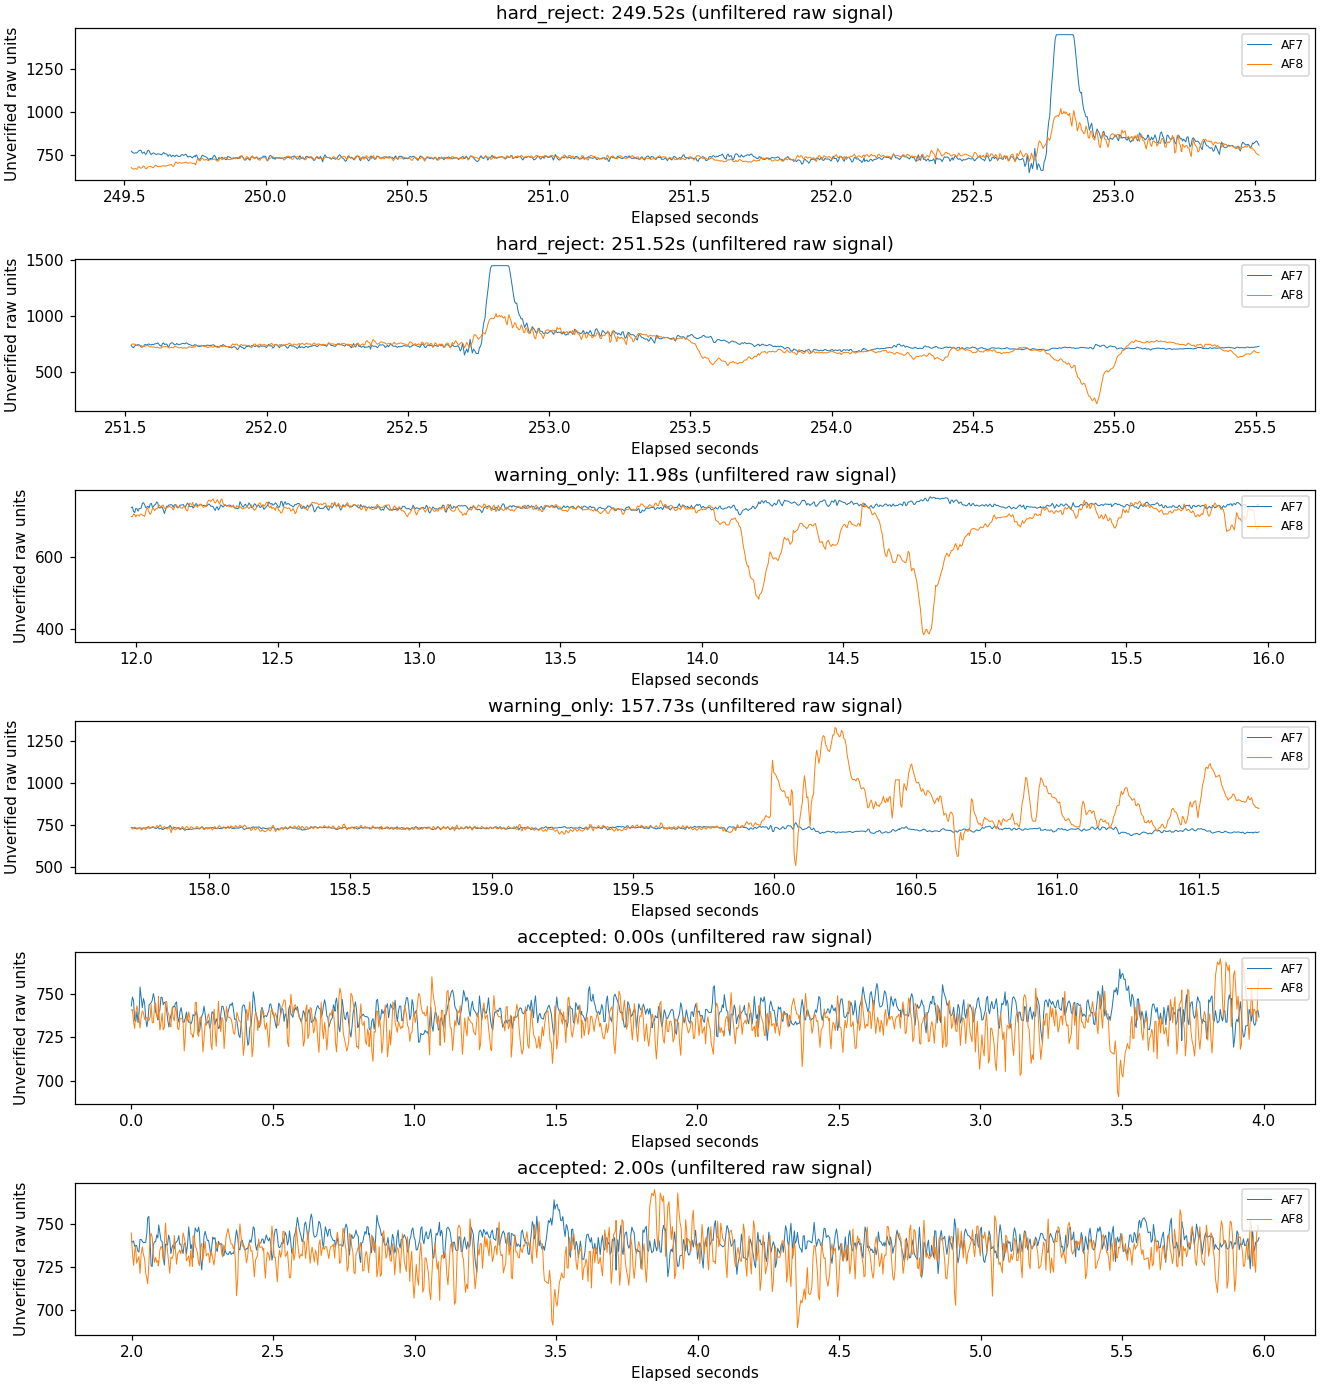 hard_reject: 249.52s (unfiltered raw signal)
Unverified raw units
1250
1000
750
AF7
AF8
249.5 250.0 250.5 251.0 251.5 252.0 252.5 253.0 253.5
Elapsed seconds
hard_reject: 251.52s (unfiltered raw signal)
Unverified raw units
1500
1000
500
AF7
AF8
251.5 252.0 252.5 253.0 253.5 254.0 254.5 255.0 255.5
Elapsed seconds
warning_only: 11.98s (unfiltered raw signal)
Unverified raw units
600
400
AF7
AF8
12.0 12.5 13.0 13.5 14.0 14.5 15.0 15.5 16.0
Elapsed seconds
warning_only: 157.73s (unfiltered raw signal)
Unverified raw units
1250
1000
750
500
AF7
AF8
158.0 158.5 159.0 159.5 160.0 160.5 161.0 161.5
Elapsed seconds
accepted: 0.00s (unfiltered raw signal)
Unverified raw units
750
725
700
AF7
AF8
0.0 0.5 1.0 1.5 2.0 2.5 3.0 3.5 4.0
Elapsed seconds
accepted: 2.00s (unfiltered raw signal)
Unverified raw units
750
725
700
AF7
AF8
2.0 2.5 3.0 3.5 4.0 4.5 5.0 5.5 6.0
Elapsed seconds